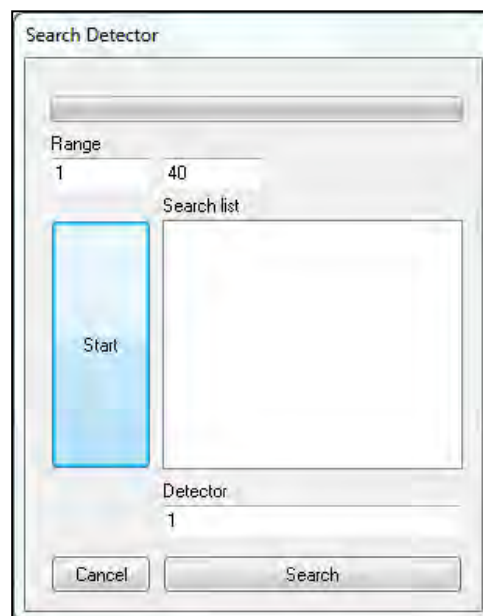 Search Detector
Range
1 40
Search list
Start
Detector
1
Cancel Search